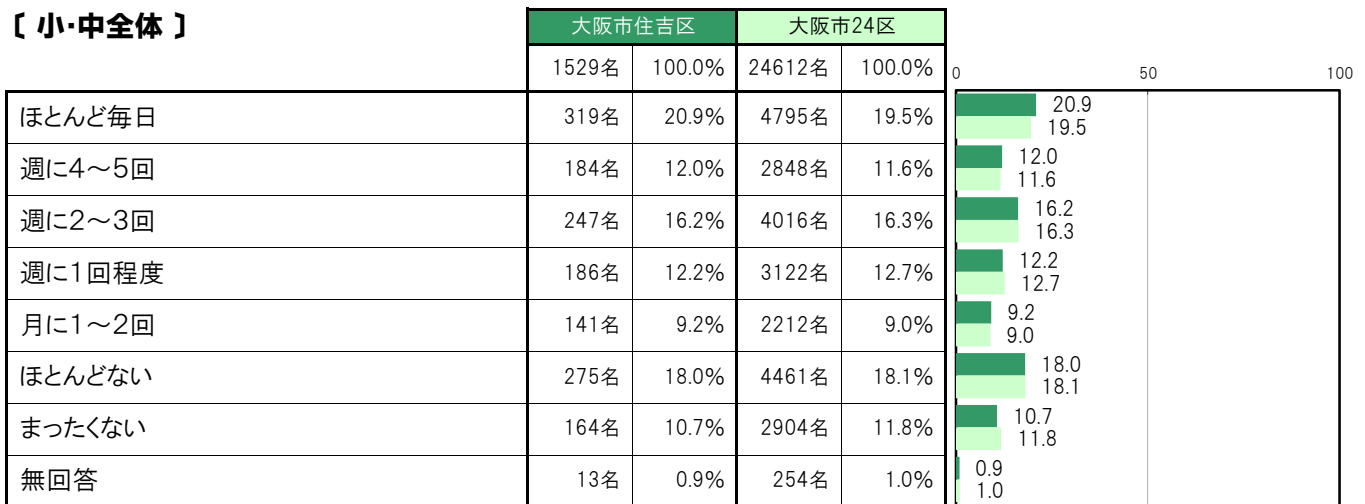 〔 小・中全体 〕
大阪市住吉区 大阪市24区
1529名 100.0% 24612名 100.0%
0 50 100
ほとんど毎日 319名 20.9% 4795名 19.5%
20.9
19.5
週に4～5回 184名 12.0% 2848名 11.6%
12.0
11.6
週に2～3回 247名 16.2% 4016名 16.3%
16.2
16.3
週に1回程度 186名 12.2% 3122名 12.7%
12.2
12.7
月に1～2回 141名 9.2% 2212名 9.0%
9.2
9.0
ほとんどない 275名 18.0% 4461名 18.1%
18.0
18.1
まったくない 164名 10.7% 2904名 11.8%
10.7
11.8
無回答 13名 0.9% 254名 1.0%
0.9
1.0